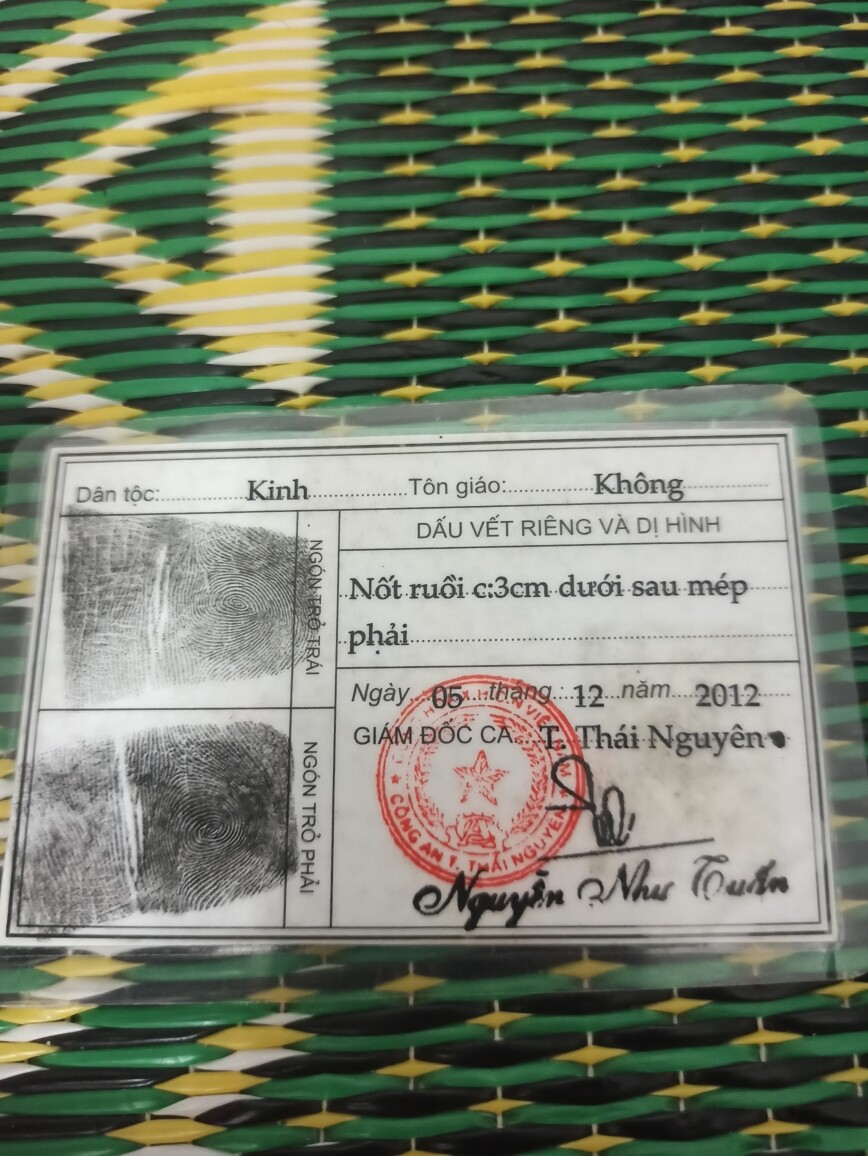 Dân tộc: Kinh Tôn giáo: Không
NGÓN TRỎ TRÁI
NGÓN TRỎ PHẢI
DẤU VẾT RIÊNG VÀ DỊ HÌNH
Nốt ruồi c:3cm dưới sau mép
phải
Ngày 05 tháng 12 năm 2012
GIÁM ĐỐC CA. T. Thái Nguyên
CÔNG AN T. THÁI NGUYÊN
Nguyễn Như Tuấn